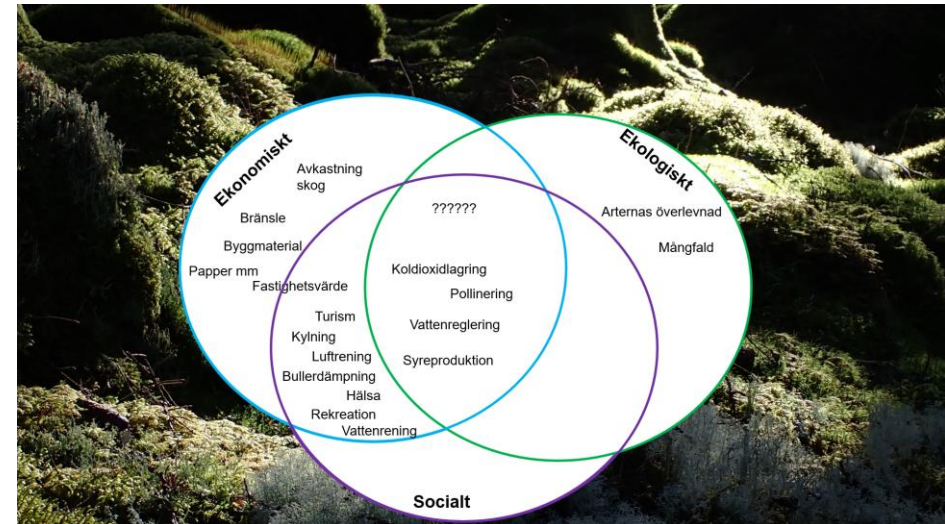 Ekonomiskt
Ekologiskt
Avkastning
skog
??????
Arternas överlevnad
Bränsle
Byggmaterial
Mångfald
Papper mm
Koldioxidlagring
Fastighetsvärde
Pollinering
Turism
Vattenreglering
Kylning
Luftrening
Syreproduktion
Bullerdämpning
Hälsa
Rekreation
Vattenrening
Socialt